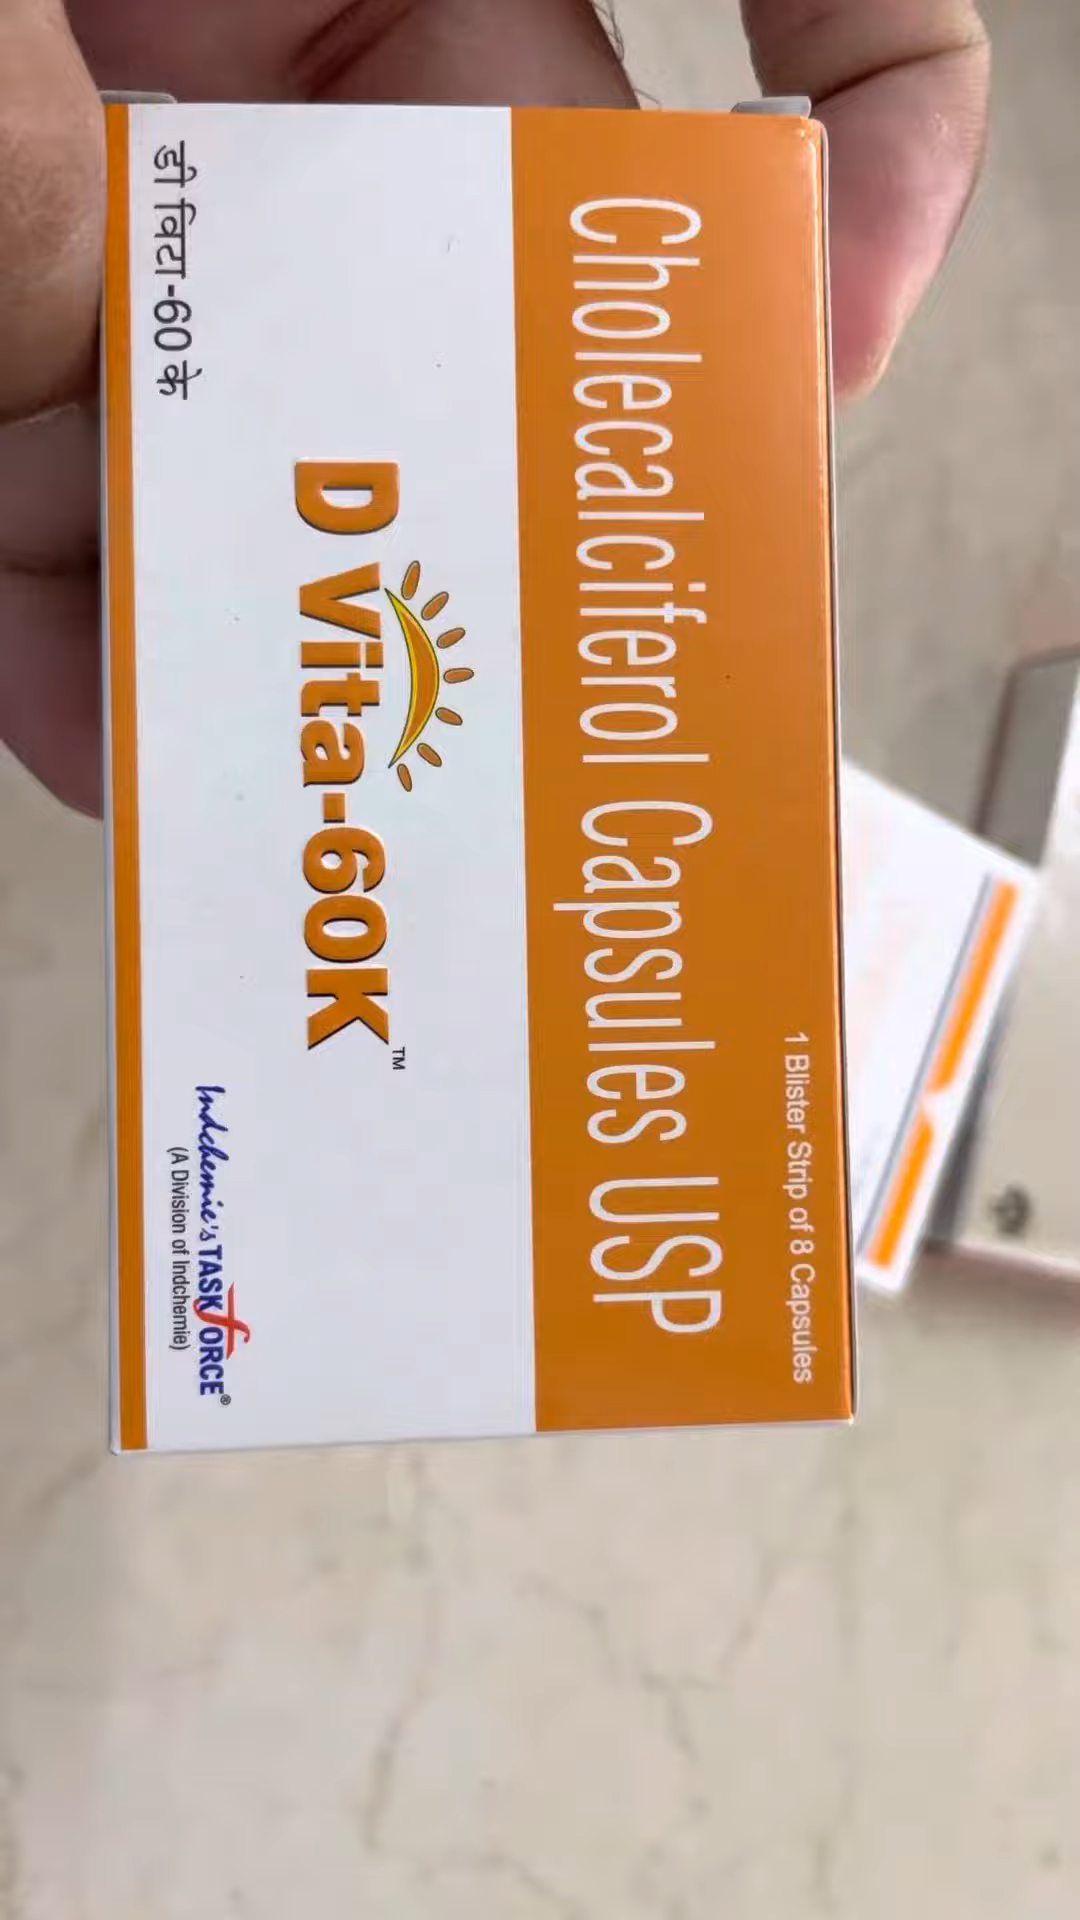 1 Blister Strip of 8 Capsules
Cholecalciferol Capsules USP
D Vita-60K™
डी विटा-60 के
Indchemie's TASKFORCE®
(A Division of Indchemie)